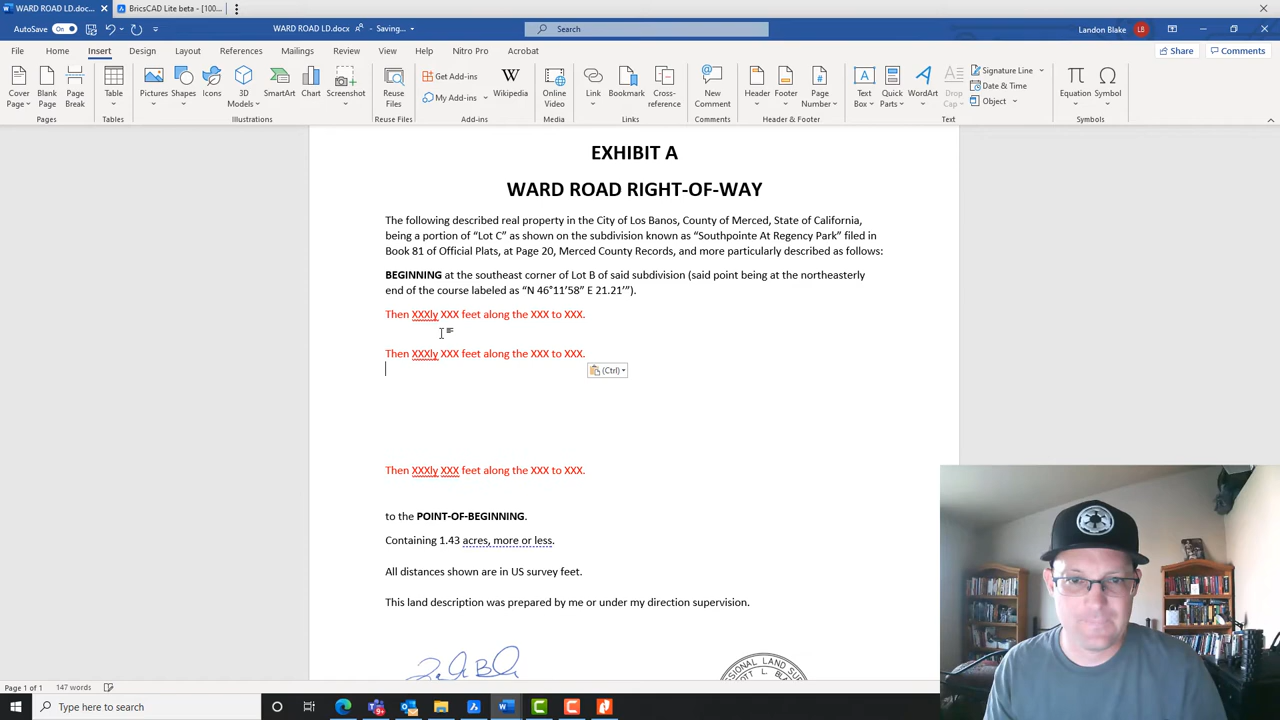 WARD ROAD LD.doc...
BricsCAD Lite beta - [100...
AutoSave On
WARD ROAD LD.docx
Saving...
Search
Landon Blake LB
File Home Insert Design Layout References Mailings Review View Help Nitro Pro Acrobat
Share Comments
Cover Page
Blank Page
Page Break
Table
Pictures
Shapes
Icons
3D Models
SmartArt
Chart
Screenshot
Reuse Files
Get Add-ins
My Add-ins
Wikipedia
Online Video
Link
Bookmark
Cross-reference
New Comment
Header
Footer
Page Number
Text Box
Quick Parts
WordArt
Drop Cap
Signature Line
Date & Time
Object
Equation
Symbol
Pages Tables Illustrations Reuse Files Add-ins Media Links Comments Header & Footer Text Symbols
EXHIBIT A
WARD ROAD RIGHT-OF-WAY
The following described real property in the City of Los Banos, County of Merced, State of California,
being a portion of “Lot C” as shown on the subdivision known as “Southpointe At Regency Park” filed in
Book 81 of Official Plats, at Page 20, Merced County Records, and more particularly described as follows:
BEGINNING at the southeast corner of Lot B of said subdivision (said point being at the northeasterly
end of the course labeled as “N 46°11’58” E 21.21’”).
Then XXXly XXX feet along the XXX to XXX.
Then XXXly XXX feet along the XXX to XXX.
(Ctrl)
Then XXXly XXX feet along the XXX to XXX.
to the POINT-OF-BEGINNING.
Containing 1.43 acres, more or less.
All distances shown are in US survey feet.
This land description was prepared by me or under my direction supervision.
Page 1 of 1 147 words
Type here to search